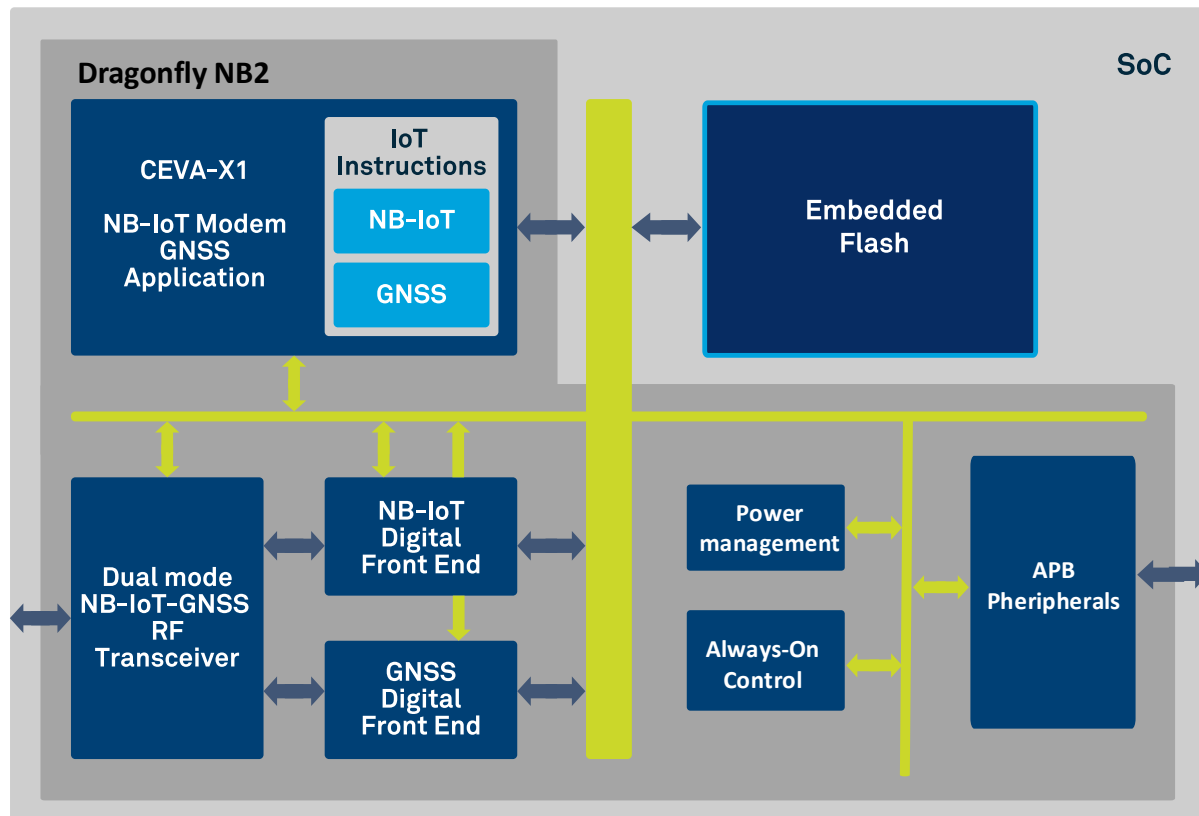 Dragonfly NB2
SoC
CEVA-X1
NB-IoT Modem
GNSS
Application
IoT
Instructions
NB-IoT
GNSS
Embedded
Flash
Dual mode
NB-IoT-GNSS
RF
Transceiver
NB-IoT
Digital
Front End
GNSS
Digital
Front End
Power
management
Always-On
Control
APB
Pheripherals